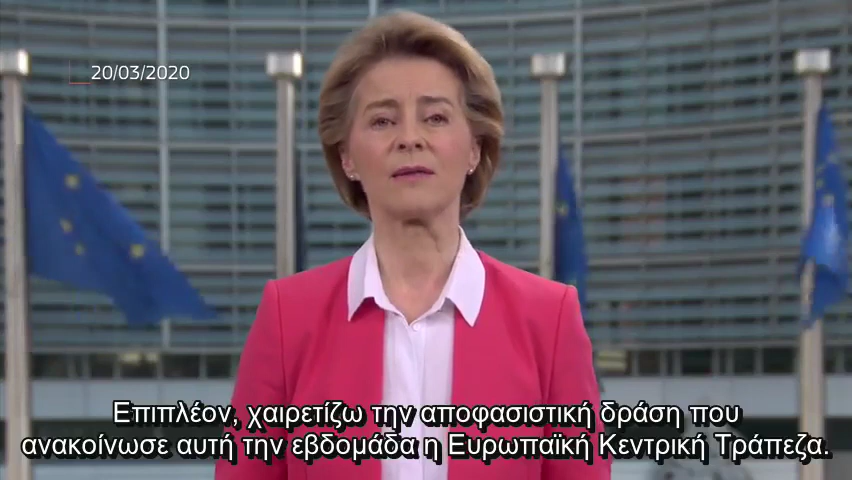 20/03/2020
Επιπλέον, χαιρετίζω την αποφασιστική δράση που
ανακοίνωσε αυτή την εβδομάδα η Ευρωπαϊκή Κεντρική Τράπεζα.